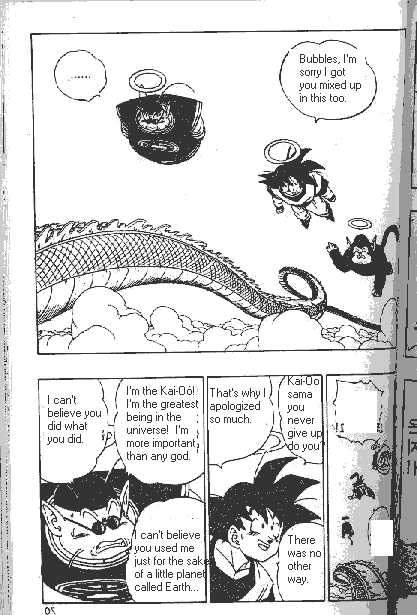 ......
Bubbles, I'm
sorry I got
you mixed up
in this too.
I can't
believe you
did what
you did.
I'm the Kai-Oó!
I'm the greatest
being in the
universe! I'm
more important
than any god.
I can't believe
you used me
just for the sake
of a little planet
called Earth...
That's why I
apologized
so much.
Kai-Oo
sama
you
never
give up
do you?
There
was no
other
way.